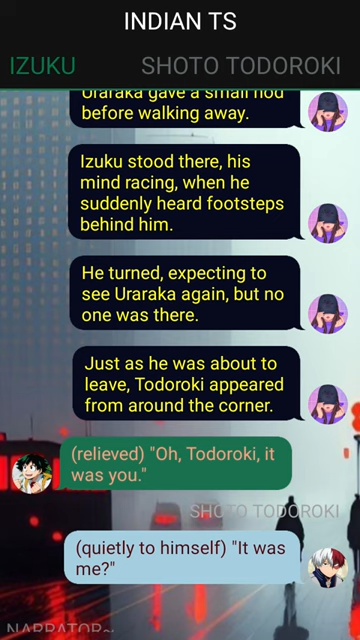 INDIAN TS
IZUKU SHOTO TODOROKI
Uraraka gave a small nod
before walking away.
Izuku stood there, his
mind racing, when he
suddenly heard footsteps
behind him.
He turned, expecting to
see Uraraka again, but no
one was there.
Just as he was about to
leave, Todoroki appeared
from around the corner.
(relieved) "Oh, Todoroki, it
was you."
SHOTO TODOROKI
(quietly to himself) "It was
me?"
NARRATOR~